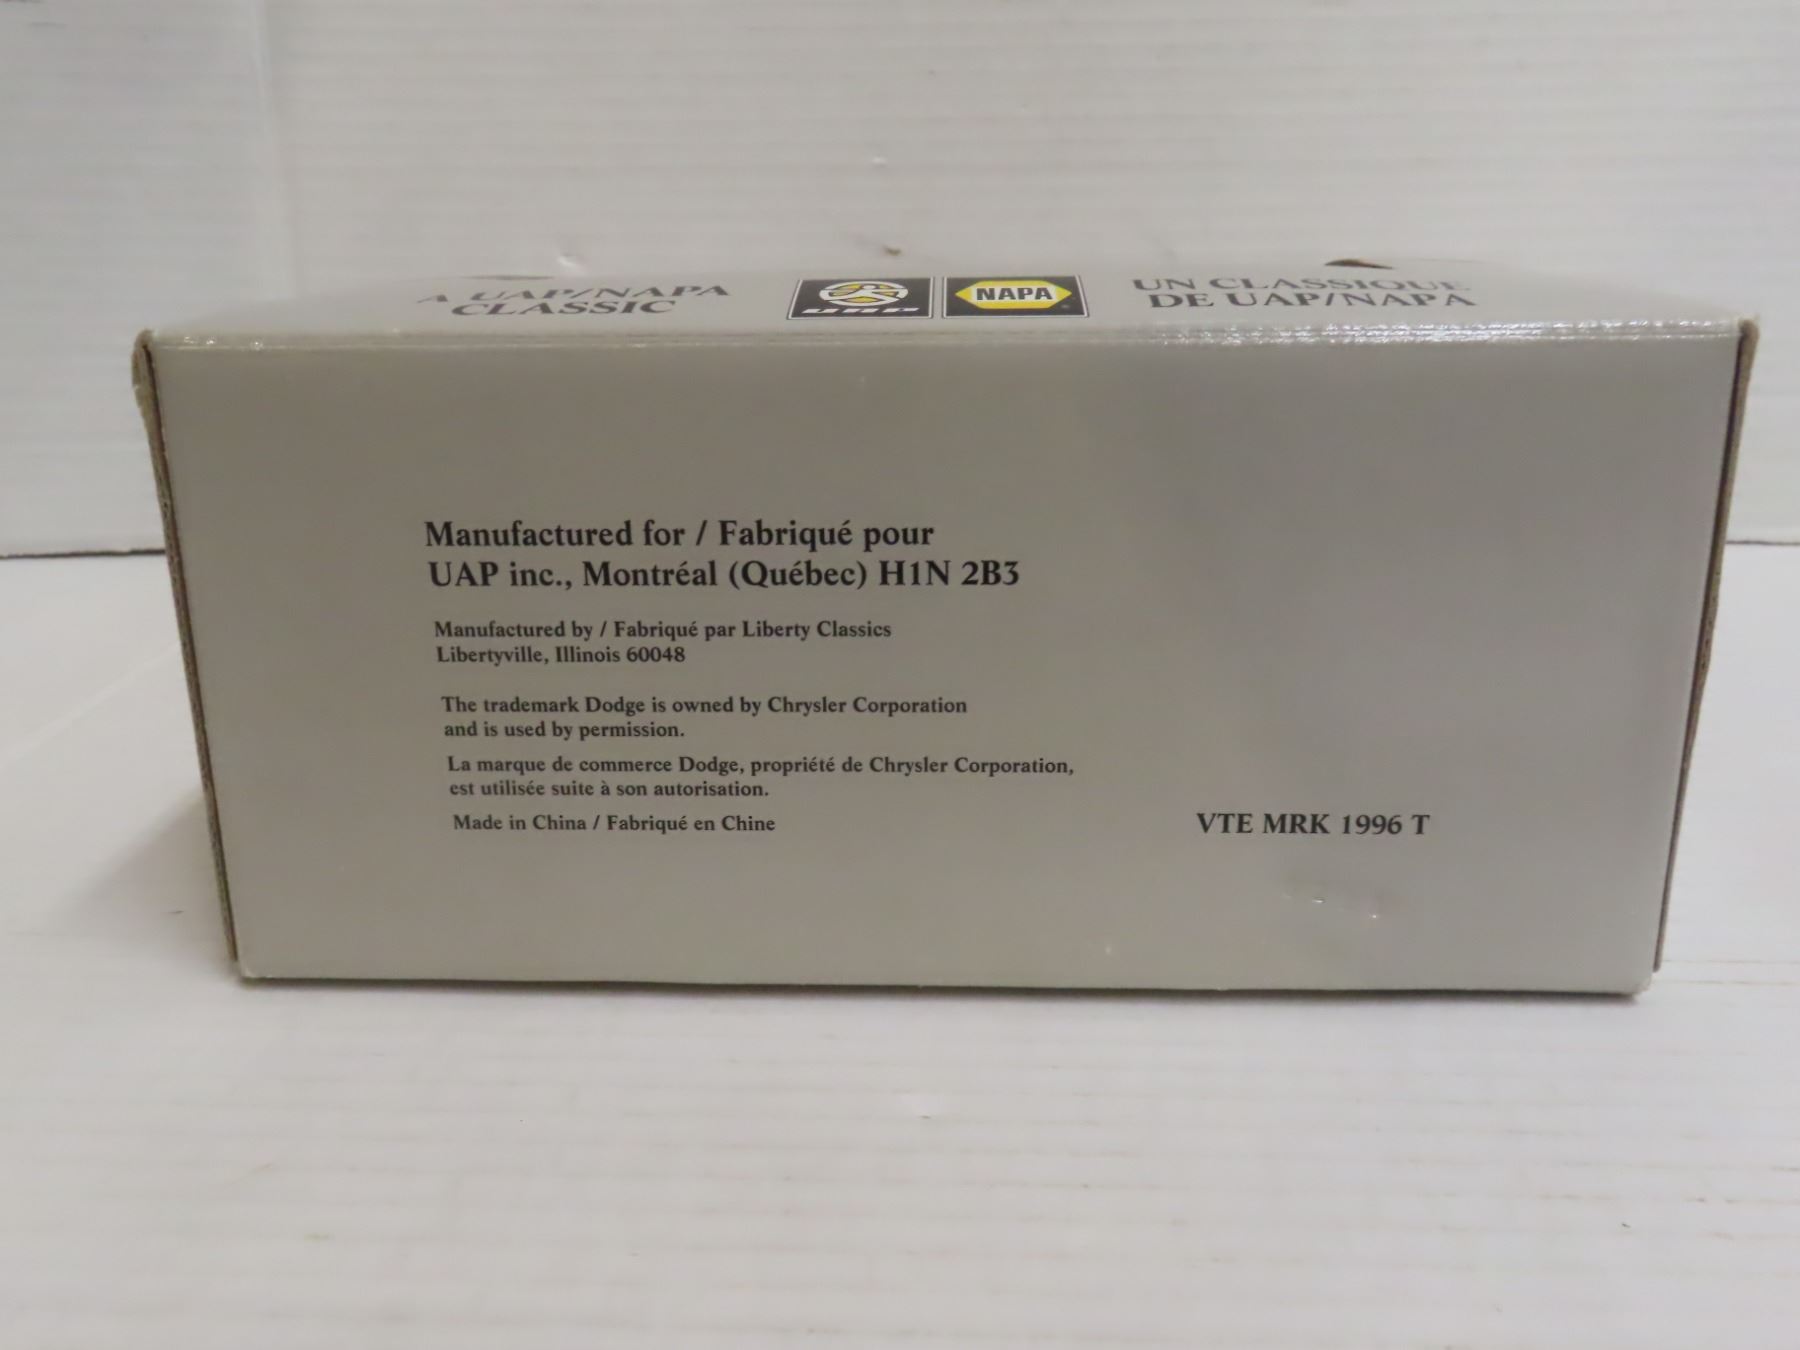 A UAP/NAPA
CLASSIC
UAP
NAPA
UN CLASSIQUE
DE UAP/NAPA
Manufactured for / Fabriqué pour
UAP inc., Montréal (Québec) H1N 2B3
Manufactured by / Fabriqué par Liberty Classics
Libertyville, Illinois 60048
The trademark Dodge is owned by Chrysler Corporation
and is used by permission.
La marque de commerce Dodge, propriété de Chrysler Corporation,
est utilisée suite à son autorisation.
Made in China / Fabriqué en Chine
VTE MRK 1996 T